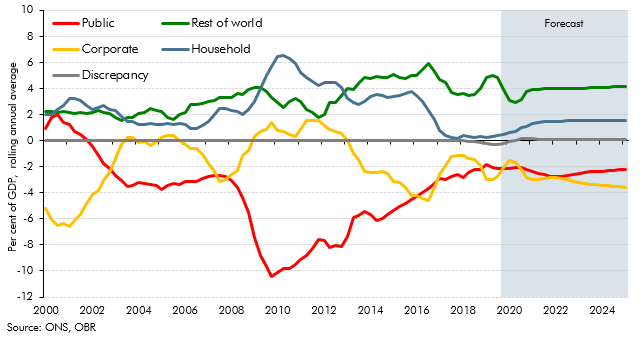 Public
Rest of world
Forecast
Corporate
Household
Discrepancy
Per cent of GDP, rolling annual average
10
8
6
4
2
0
-2
-4
-6
-8
-10
-12
2000 2002 2004 2006 2008 2010 2012 2014 2016 2018 2020 2022 2024
Source: ONS, OBR